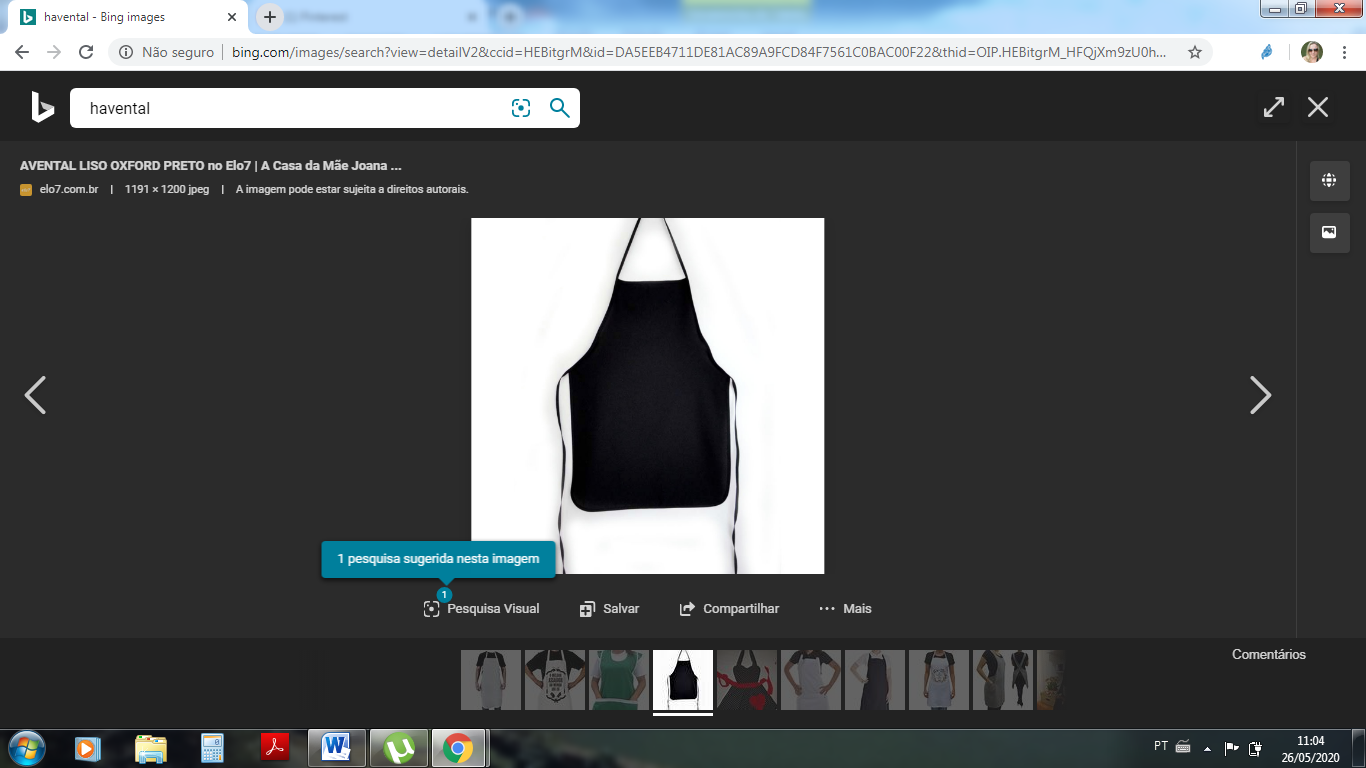 havental - Bing images
Não seguro
bing.com/images/search?view=detailV2&ccid=HEBitgrM&id=DA5EEB4711DE81AC89A9FCD84F7561C0BAC00F22&thid=OIP.HEBitgrM_HFQjXm9zU0h...
havental
AVENTAL LISO OXFORD PRETO no Elo7 | A Casa da Mãe Joana ...
elo7.com.br | 1191 × 1200 jpeg | A imagem pode estar sujeita a direitos autorais.
1 pesquisa sugerida nesta imagem
1
Pesquisa Visual Salvar Compartilhar Mais
Comentários
PT
11:04
26/05/2020